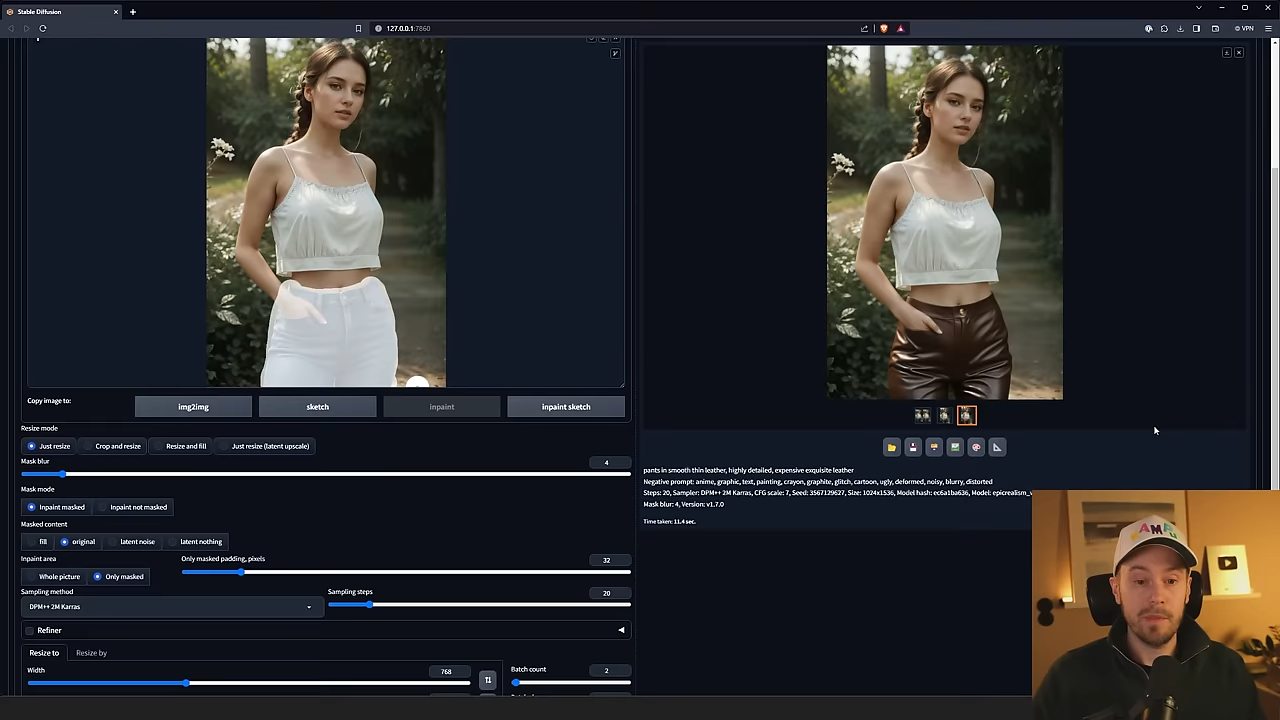 Stable Diffusion
127.0.0.1:7860
VPN
Copy image to:
img2img
sketch
inpaint
inpaint sketch
Resize mode
Just resize
Crop and resize
Resize and fill
Just resize (latent upscale)
Mask blur
4
Mask mode
Inpaint masked
Inpaint not masked
Masked content
fill
original
latent noise
latent nothing
Inpaint area
Only masked padding, pixels
32
Whole picture
Only masked
Sampling method
Sampling steps
20
DPM++ 2M Karras
Refiner
Resize to
Resize by
Width
768
Batch count
2
pants in smooth thin leather, highly detailed, expensive exquisite leather
Negative prompt: anime, graphic, text, painting, crayon, graphite, glitch, cartoon, ugly, deformed, noisy, blurry, distorted
Steps: 20, Sampler: DPM++ 2M Karras, CFG scale: 7, Seed: 3567129627, Size: 1024x1536, Model hash: ec6a1ba636, Model: epicrealism_
Mask blur: 4, Version: v1.7.0
Time taken: 11.4 sec.